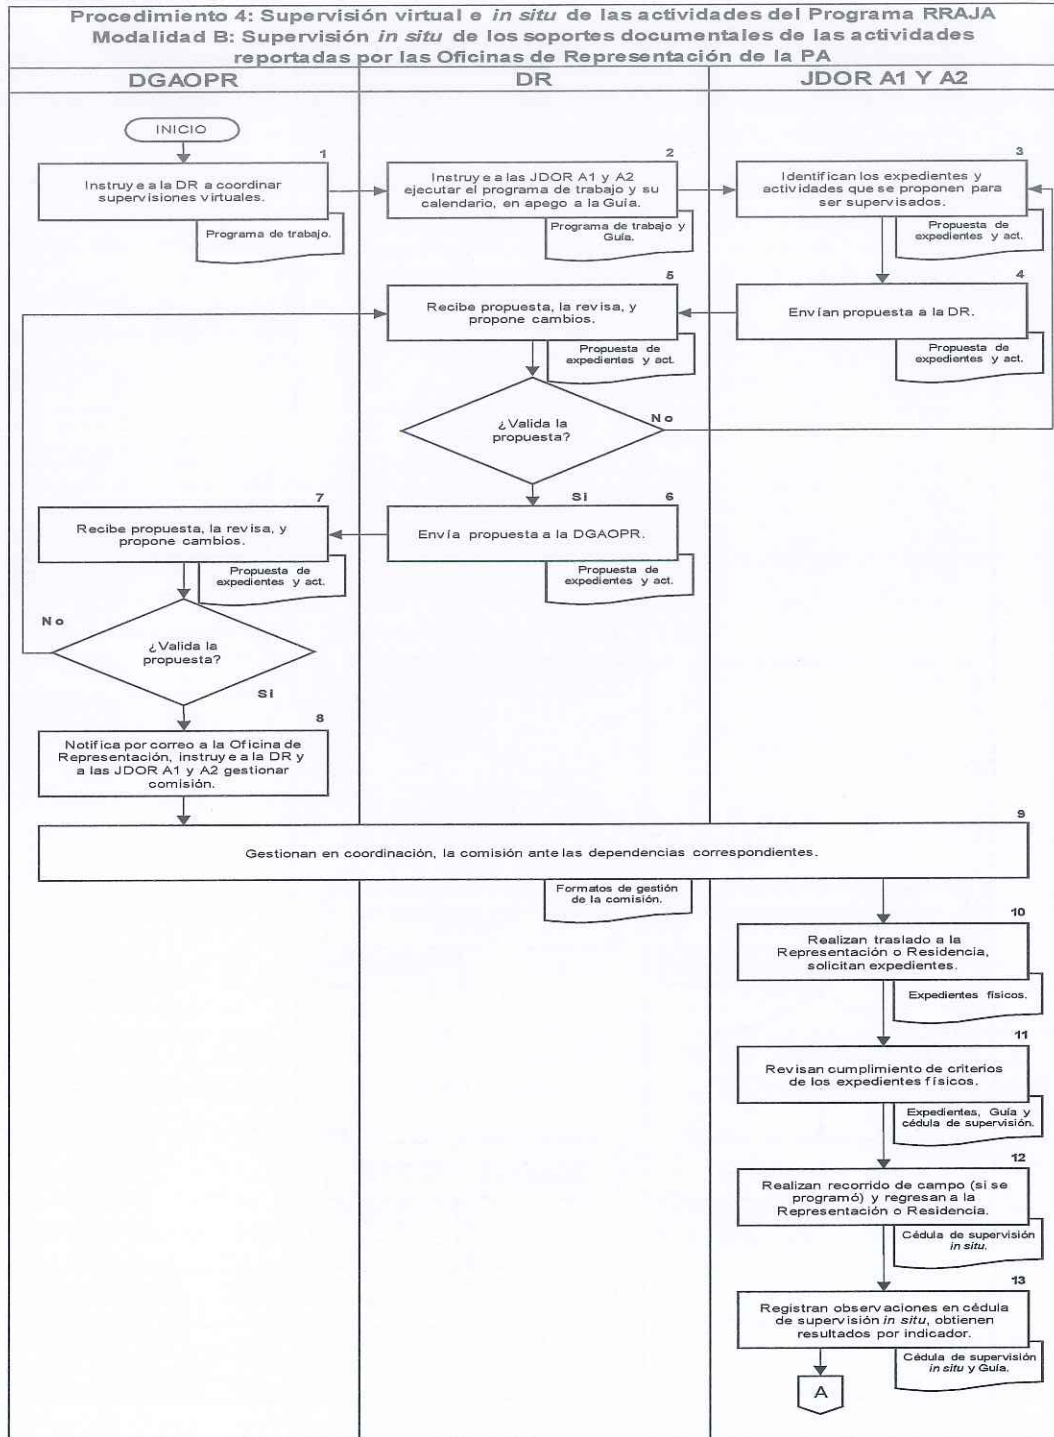 Procedimiento 4: Supervisión virtual e in situ de las actividades del Programa RRAJA
Modalidad B: Supervisión in situ de los soportes documentales de las actividades
reportadas por las Oficinas de Representación de la PA
DGAOPR
DR
JDOR A1 Y A2
INICIO
1
Instruye a la DR a coordinar
supervisiones virtuales.
Programa de trabajo.
2
Instruye a las JDOR A1 y A2
ejecutar el programa de trabajo y su
calendario, en apego a la Guía.
Programa de trabajo y
Guía.
3
Identifican los expedientes y
actividades que se proponen para
ser supervisados.
Propuesta de
expedientes y act.
4
Envían propuesta a la DR.
Propuesta de
expedientes y act.
5
Recibe propuesta, la revisa, y
propone cambios.
Propuesta de
expedientes y act.
¿Valida la
propuesta?
No
Si
6
Envía propuesta a la DGAOPR.
Propuesta de
expedientes y act.
7
Recibe propuesta, la revisa, y
propone cambios.
Propuesta de
expedientes y act.
No
¿Valida la
propuesta?
Si
8
Notifica por correo a la Oficina de
Representación, instruye a la DR y
a las JDOR A1 y A2 gestionar
comisión.
9
Gestionan en coordinación, la comisión ante las dependencias correspondientes.
Formatos de gestión
de la comisión.
10
Realizan traslado a la
Representación o Residencia,
solicitan expedientes.
Expedientes físicos.
11
Revisan cumplimiento de criterios
de los expedientes físicos.
Expedientes, Guía y
cédula de supervisión.
12
Realizan recorrido de campo (si se
programó) y regresan a la
Representación o Residencia.
Cédula de supervisión
in situ.
13
Registran observaciones en cédula
de supervisión in situ, obtienen
resultados por indicador.
Cédula de supervisión
in situ y Guía.
A